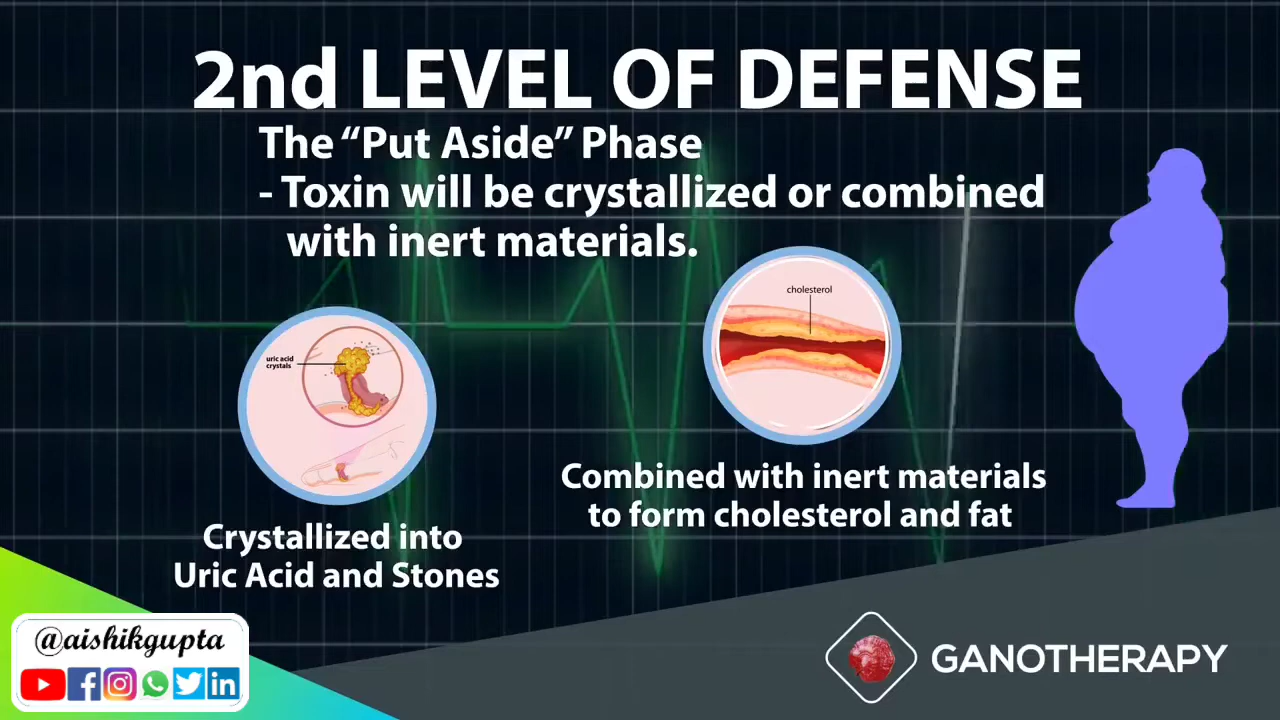 2nd LEVEL OF DEFENSE
The “Put Aside” Phase
- Toxin will be crystallized or combined
with inert materials.
cholesterol
uric acid
crystals
Combined with inert materials
to form cholesterol and fat
Crystallized into
Uric Acid and Stones
@aishikgupta
GANOTHERAPY